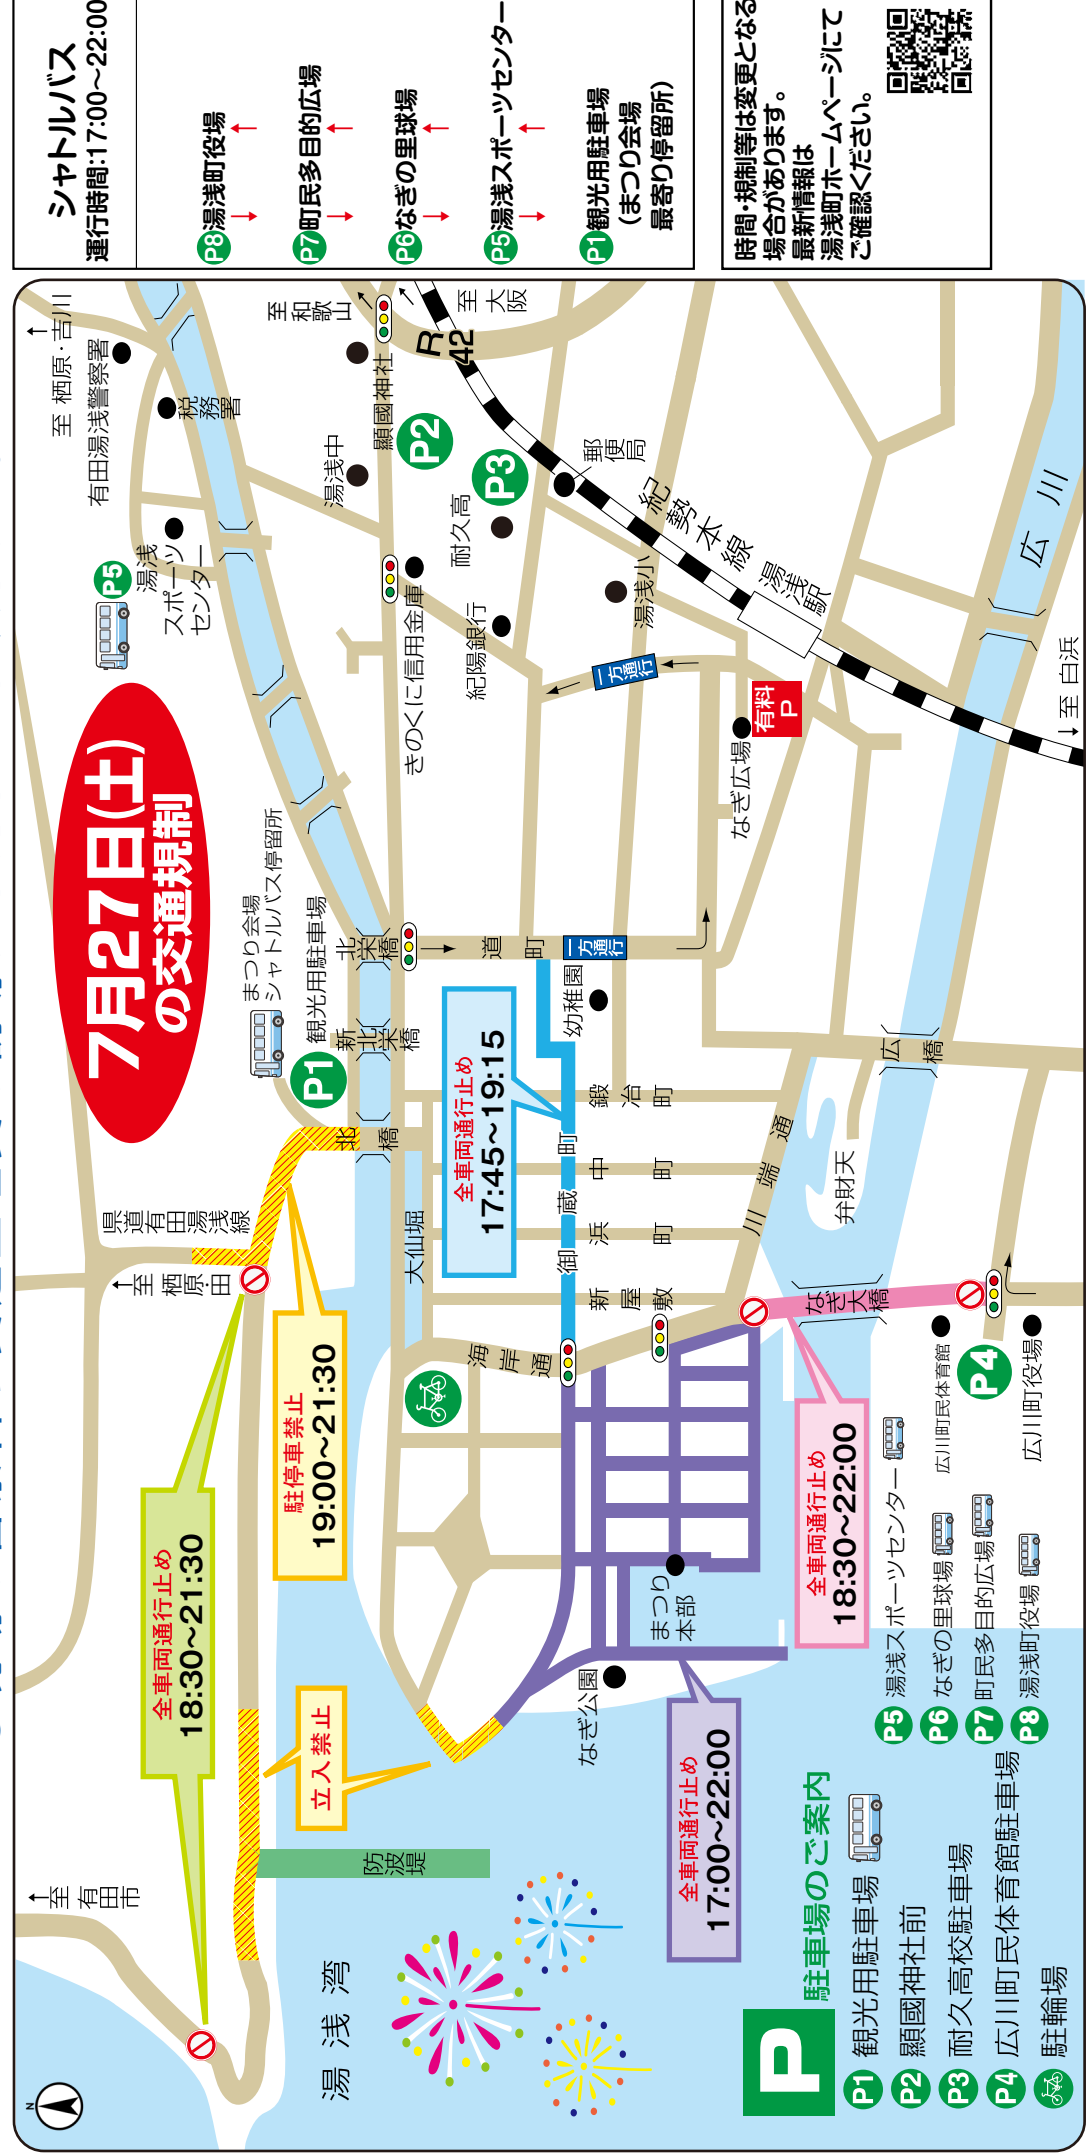 シャトルバス
運行時間:17:00〜22:00
P8 湯浅町役場
P7 町民多目的広場
P6 なぎの里球場
P5 湯浅スポーツセンター
P1 観光用駐車場
(まつり会場
最寄り停留所)
時間・規制等は変更となる
場合があります。
最新情報は
湯浅町ホームページにて
ご確認ください。
7月27日(土)
の交通規制
至 栖原・吉川
有田湯浅警察署
税務署
P5
湯浅
スポーツ
センター
至和歌山
顯國神社
R42
至大阪
P2
湯浅中
P3
耐久高
郵便局
紀勢本線
湯浅駅
湯浅小
きのくに信用金庫
紀陽銀行
一方通行
有料
P
なぎ広場
広川
至 白浜
まつり会場
シャトルバス停留所
観光用駐車場
P1
北栄橋
新北栄橋
北橋
道町
一方通行
幼稚園
鍛冶町
中町
浜町
新屋敷
御蔵町
川端通
広橋
弁財天
県道有田湯浅線
至栖原・田
大仙堀
海岸通
なぎ大橋
全車両通行止め
17:45〜19:15
駐停車禁止
19:00〜21:30
全車両通行止め
18:30〜21:30
立入禁止
全車両通行止め
18:30〜22:00
全車両通行止め
17:00〜22:00
広川町民体育館
P4
広川町役場
まつり
本部
なぎ公園
防波堤
至有田市
湯浅湾
N
P
駐車場のご案内
P1 観光用駐車場
P2 顯國神社前
P3 耐久高校駐車場
P4 広川町民体育館駐車場
駐輪場
P5 湯浅スポーツセンター
P6 なぎの里球場
P7 町民多目的広場
P8 湯浅町役場